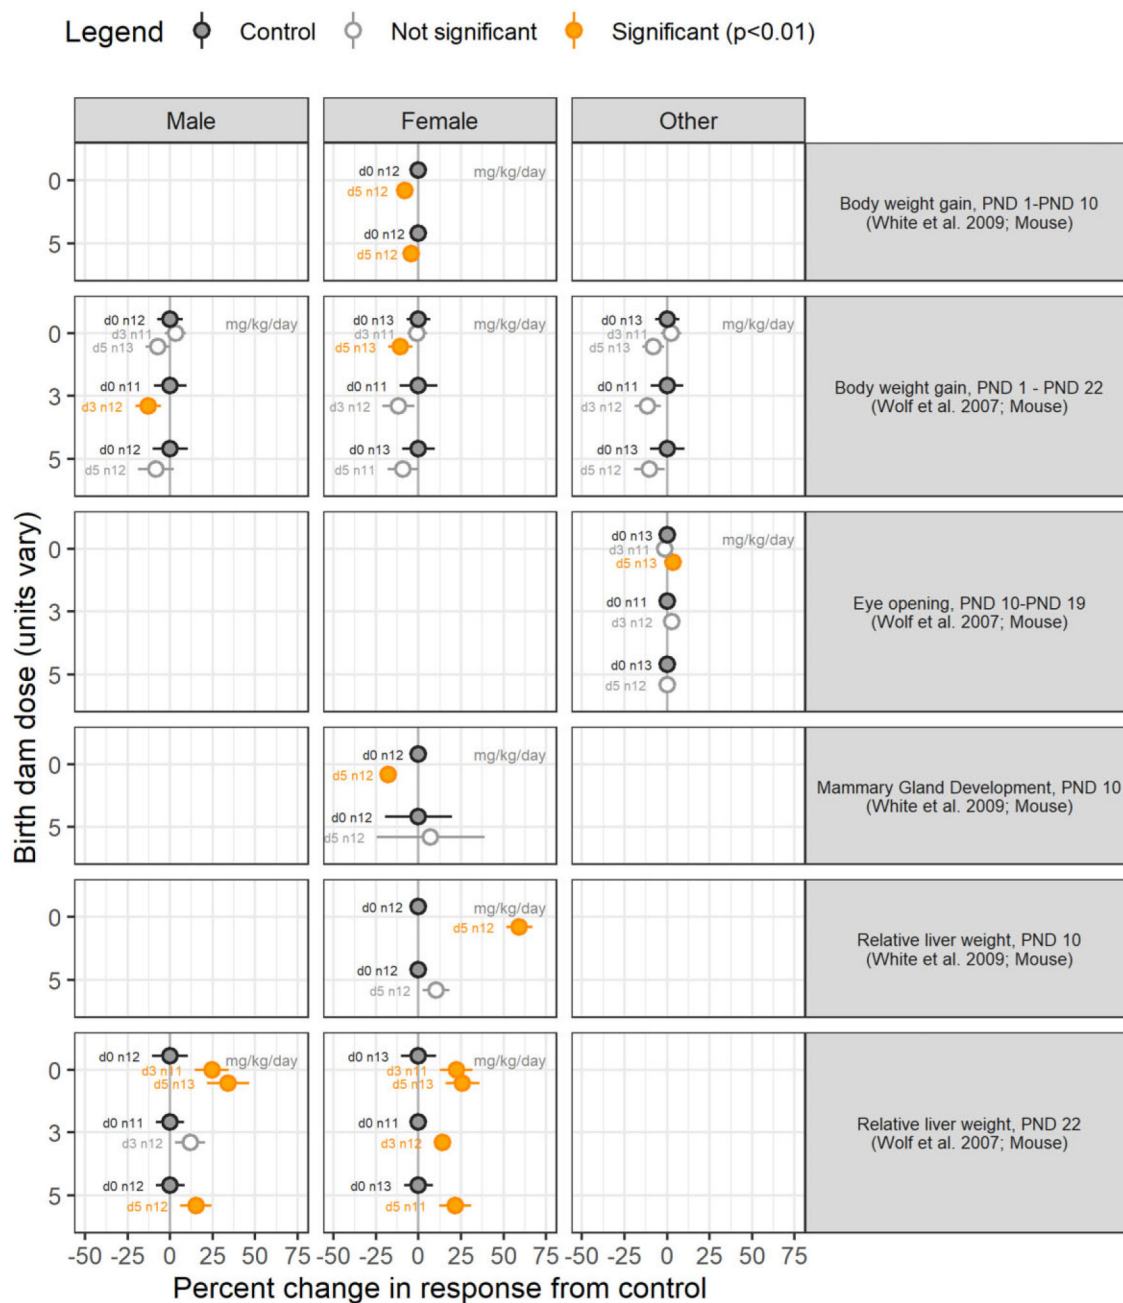 Legend Control Not significant Significant (p<0.01)
Male Female Other
0
5
d0 n12
d5 n12
d0 n12
d5 n12
mg/kg/day
Body weight gain, PND 1-PND 10
(White et al. 2009; Mouse)
0
3
5
d0 n12
d3 n11
d5 n13
d0 n11
d3 n12
d0 n12
d5 n12
mg/kg/day
d0 n13
d3 n11
d5 n13
d0 n11
d3 n12
d0 n13
d5 n11
mg/kg/day
d0 n13
d3 n11
d5 n13
d0 n11
d3 n12
d0 n13
d5 n12
mg/kg/day
Body weight gain, PND 1 - PND 22
(Wolf et al. 2007; Mouse)
0
3
5
d0 n13
d3 n11
d5 n13
d0 n11
d3 n12
d0 n13
d5 n12
mg/kg/day
Eye opening, PND 10-PND 19
(Wolf et al. 2007; Mouse)
0
5
d0 n12
d5 n12
d0 n12
d5 n12
mg/kg/day
Mammary Gland Development, PND 10
(White et al. 2009; Mouse)
0
5
d0 n12
d5 n12
d0 n12
d5 n12
mg/kg/day
Relative liver weight, PND 10
(White et al. 2009; Mouse)
0
3
5
d0 n12
d3 n11
d5 n13
d0 n11
d3 n12
d0 n12
d5 n12
mg/kg/day
d0 n13
d3 n11
d5 n13
d0 n11
d3 n12
d0 n13
d5 n11
mg/kg/day
Relative liver weight, PND 22
(Wolf et al. 2007; Mouse)
-50 -25 0 25 50 75 -50 -25 0 25 50 75 -50 -25 0 25 50 75
Percent change in response from control
Birth dam dose (units vary)